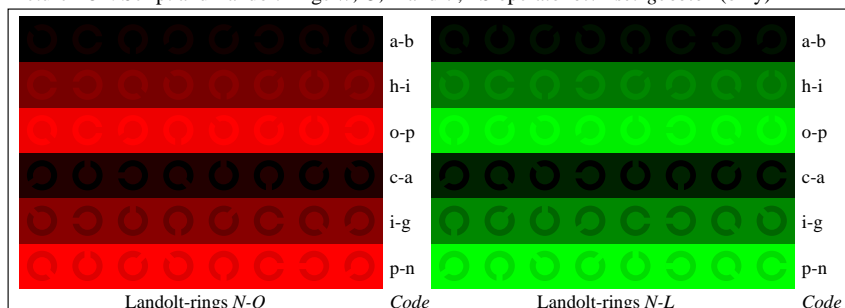 a-b a-b
h-i h-i
o-p o-p
c-a c-a
i-g i-g
p-n p-n
Landolt-rings N-O Code Landolt-rings N-L Code